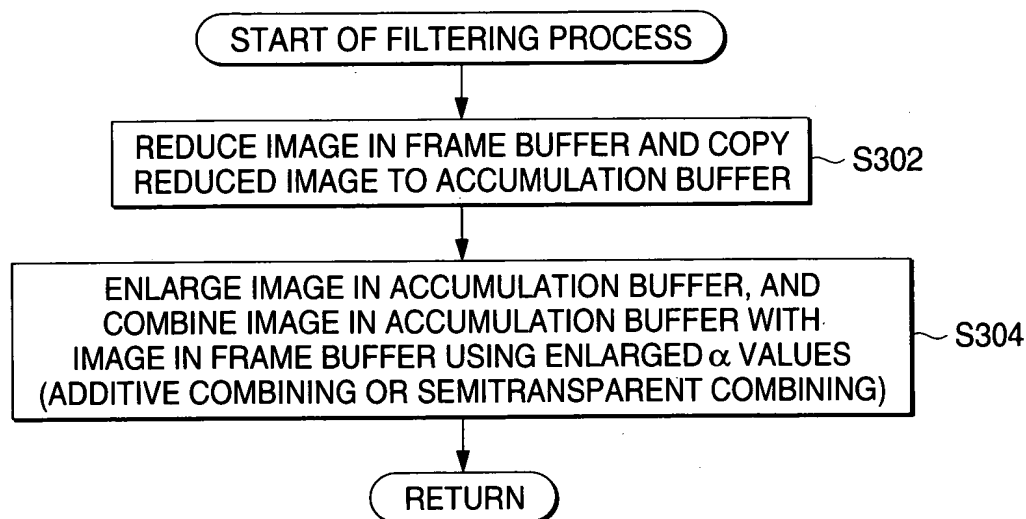 START OF FILTERING PROCESS
REDUCE IMAGE IN FRAME BUFFER AND COPY
REDUCED IMAGE TO ACCUMULATION BUFFER
S302
ENLARGE IMAGE IN ACCUMULATION BUFFER, AND
COMBINE IMAGE IN ACCUMULATION BUFFER WITH
IMAGE IN FRAME BUFFER USING ENLARGED α VALUES
(ADDITIVE COMBINING OR SEMITRANSPARENT COMBINING)
S304
RETURN